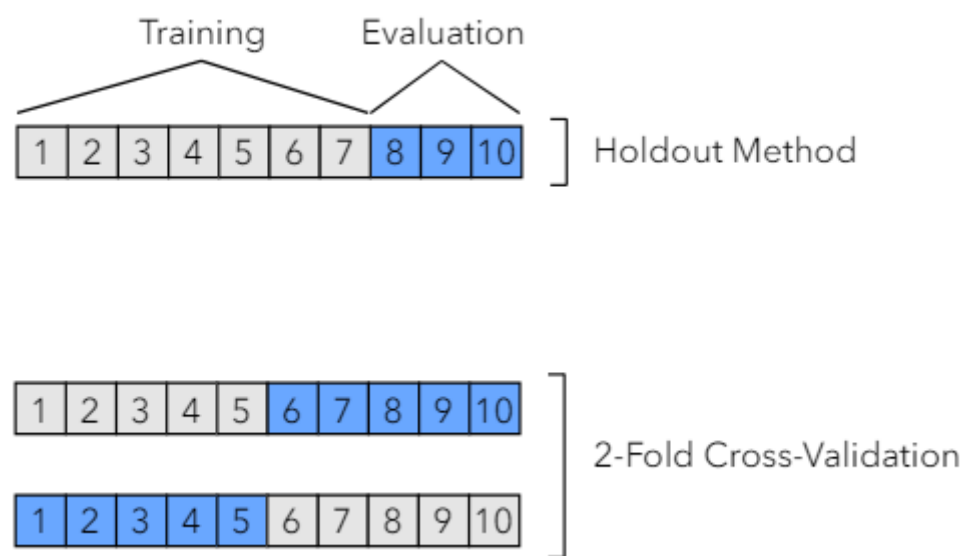 Training Evaluation
1 2 3 4 5 6 7 8 9 10 Holdout Method
1 2 3 4 5 6 7 8 9 10
2-Fold Cross-Validation
1 2 3 4 5 6 7 8 9 10